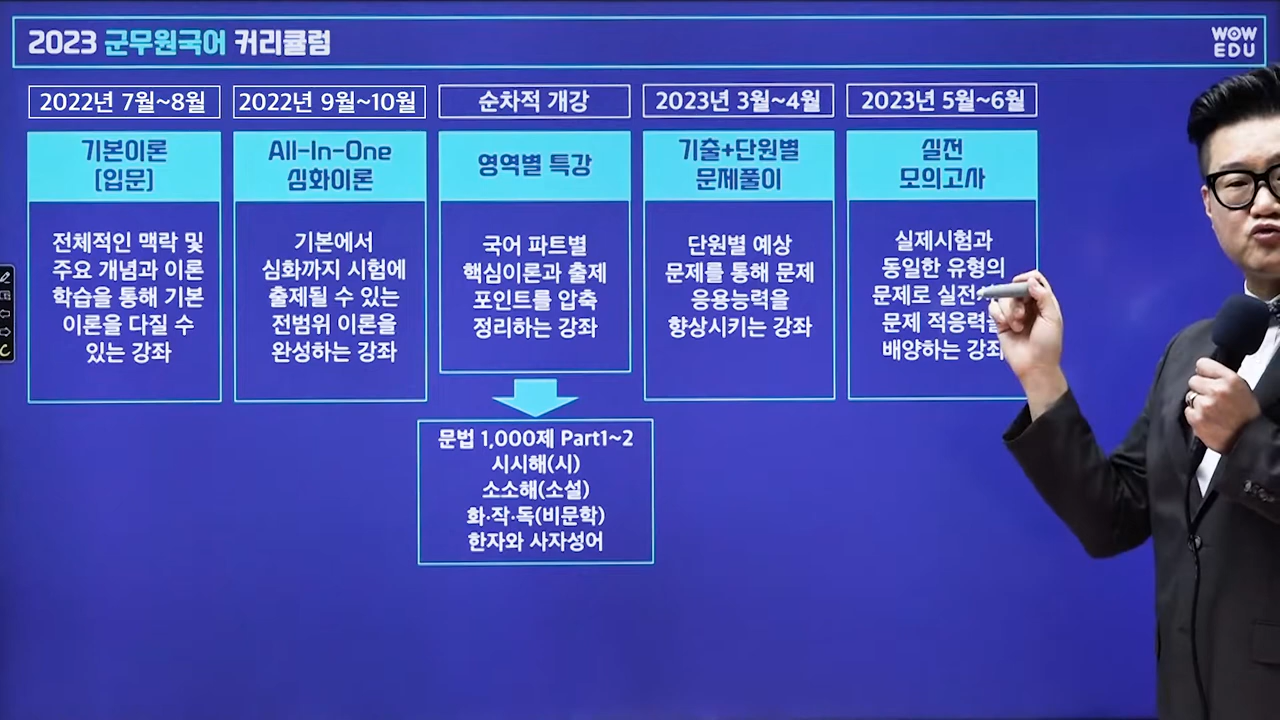 2023 군무원국어 커리큘럼
WOW
EDU
2022년 7월~8월
기본이론
[입문]
전체적인 맥락 및
주요 개념과 이론
학습을 통해 기본
이론을 다질 수
있는 강좌
2022년 9월~10월
All-In-One
심화이론
기본에서
심화까지 시험에
출제될 수 있는
전범위 이론을
완성하는 강좌
순차적 개강
영역별 특강
국어 파트별
핵심이론과 출제
포인트를 압축
정리하는 강좌
문법 1,000제 Part1~2
시시해(시)
소소해(소설)
화·작·독(비문학)
한자와 사자성어
2023년 3월~4월
기출+단원별
문제풀이
단원별 예상
문제를 통해 문제
응용능력을
향상시키는 강좌
2023년 5월~6월
실전
모의고사
실제시험과
동일한 유형의
문제로
문제 적응력을
배양하는 강좌